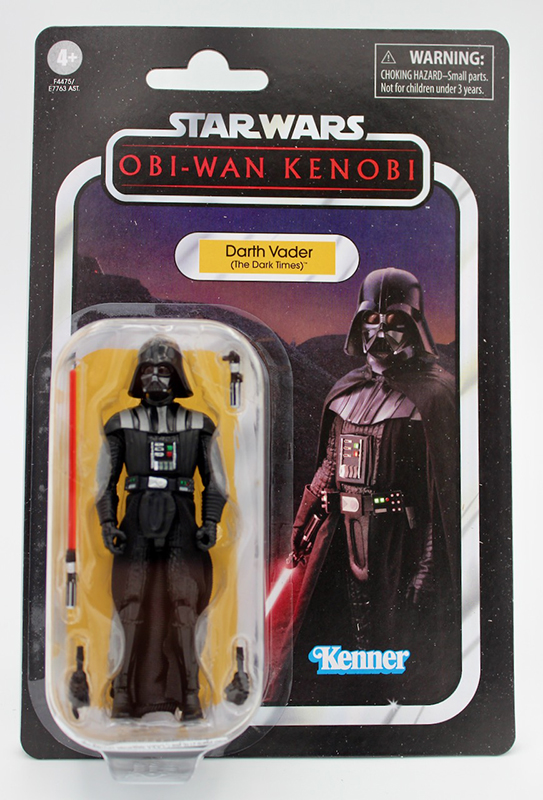 4+
F4475/
E7763 AST.
WARNING:
CHOKING HAZARD–Small parts.
Not for children under 3 years.
STAR WARS
OBI-WAN KENOBI
Darth Vader
(The Dark Times)™
Kenner